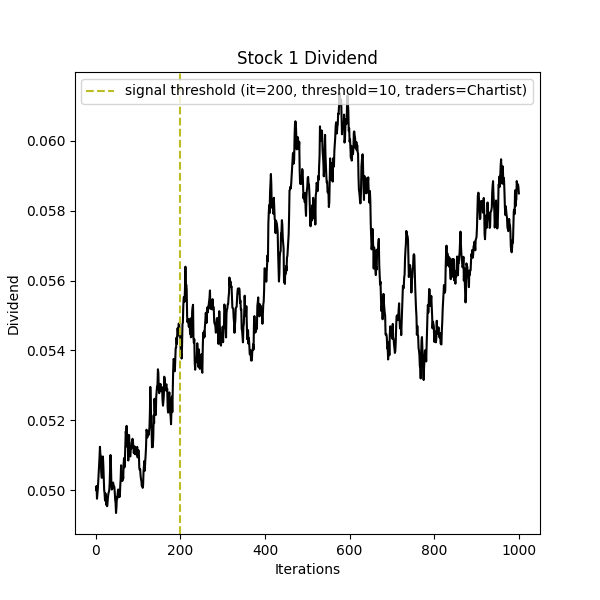 Stock 1 Dividend
signal threshold (it=200, threshold=10, traders=Chartist)
0.060
0.058
0.056
0.054
0.052
0.050
Dividend
0 200 400 600 800 1000
Iterations